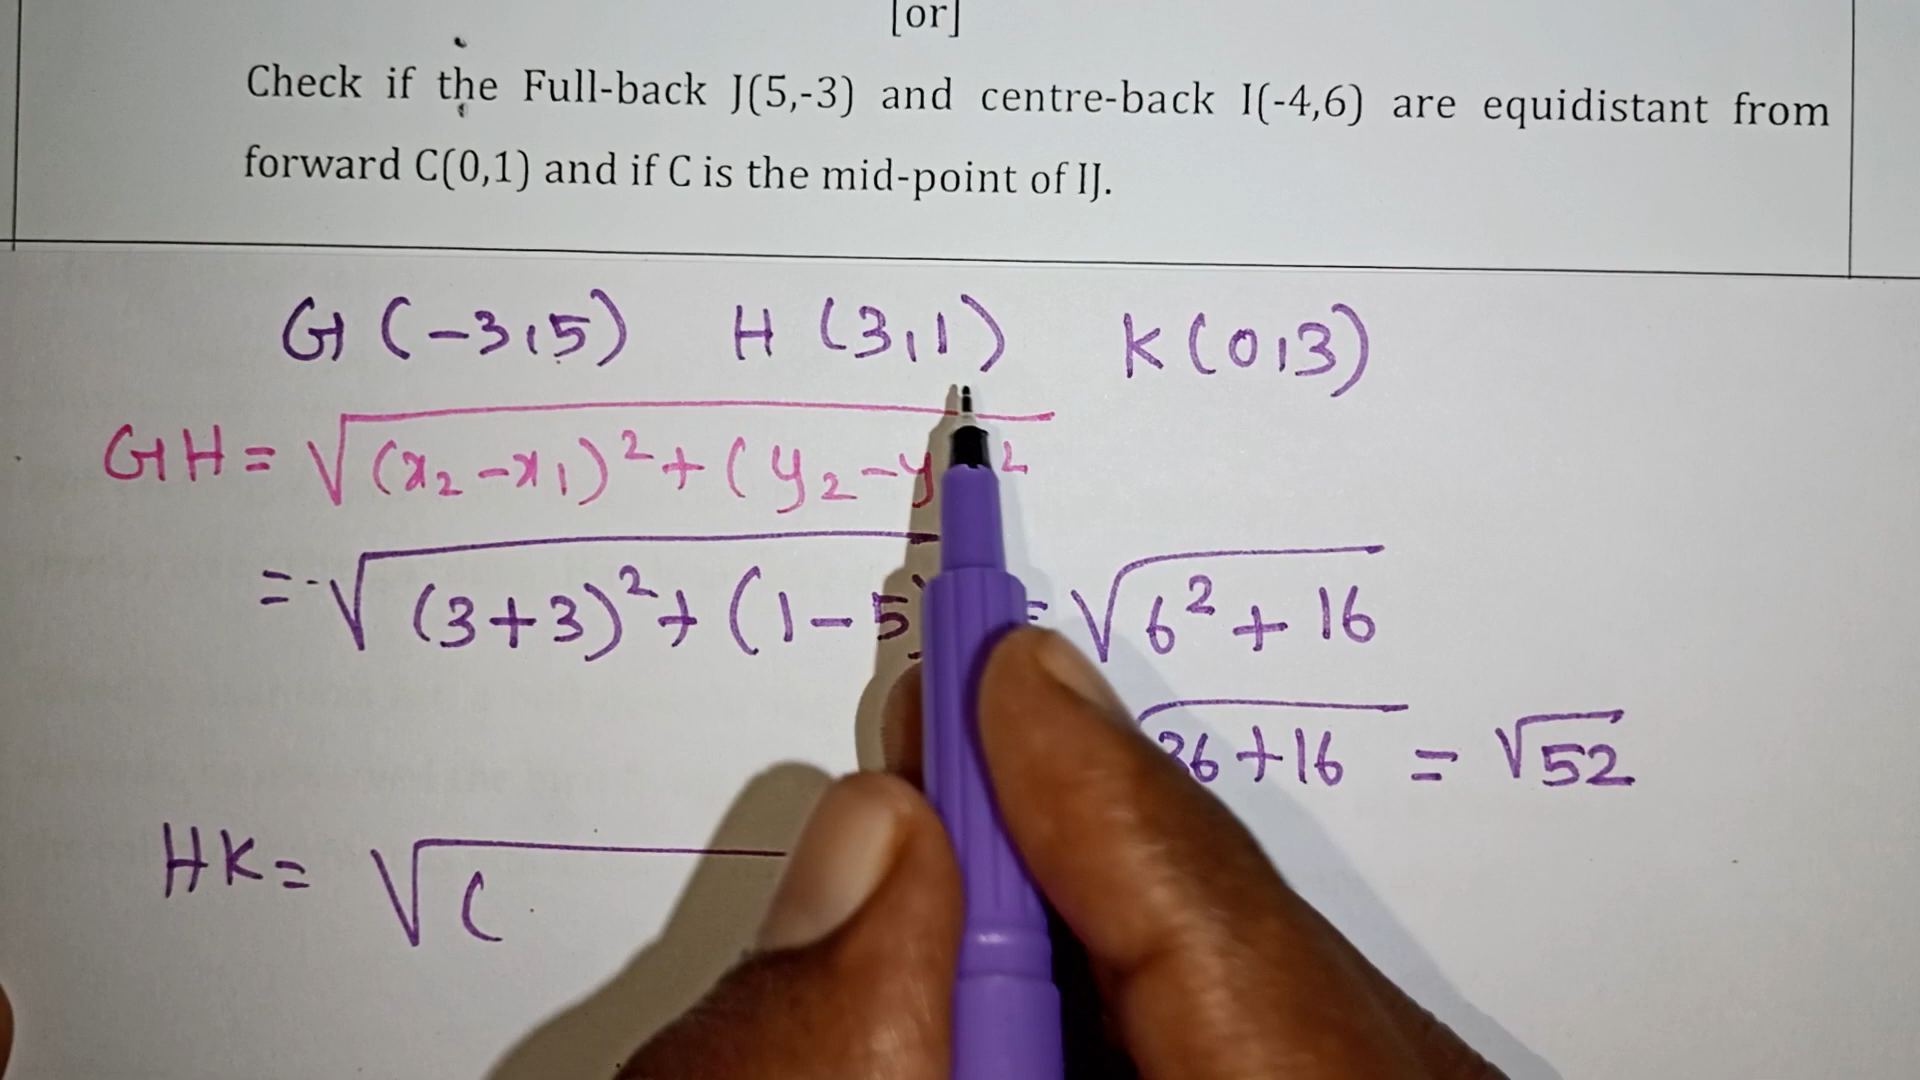 [or]
Check if the Full-back J(5,-3) and centre-back I(-4,6) are equidistant from
forward C(0,1) and if C is the mid-point of IJ.
G(-3,5) H(3,1) K(0,3)
GH = √(x₂-x₁)²+(y₂-y ²
= √(3+3)²+(1-5) = √6²+16
36+16 = √52
HK= √(